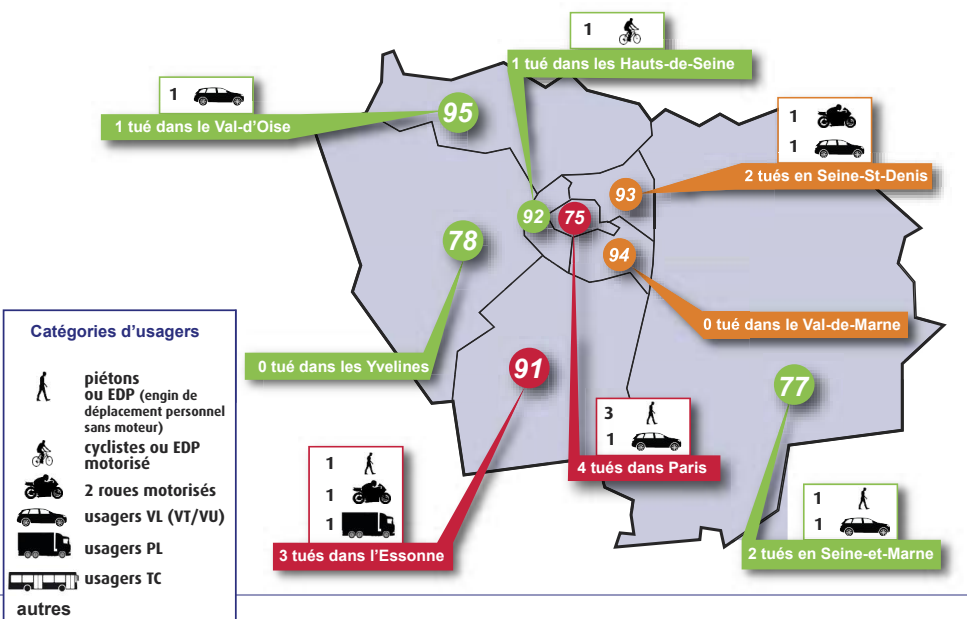 1
1 tué dans les Hauts-de-Seine
1
1 tué dans le Val-d'Oise
95
1
1
2 tués en Seine-St-Denis
93
92
75
78
94
0 tué dans le Val-de-Marne
0 tué dans les Yvelines
91
77
3
1
4 tués dans Paris
1
1
1
3 tués dans l'Essonne
1
1
2 tués en Seine-et-Marne
Catégories d'usagers
piétons
ou EDP (engin de
déplacement personnel
sans moteur)
cyclistes ou EDP
motorisé
2 roues motorisés
usagers VL (VT/VU)
usagers PL
usagers TC
autres